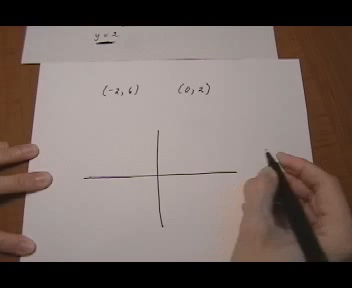 y = 2
(-2, 6) (0, 2)